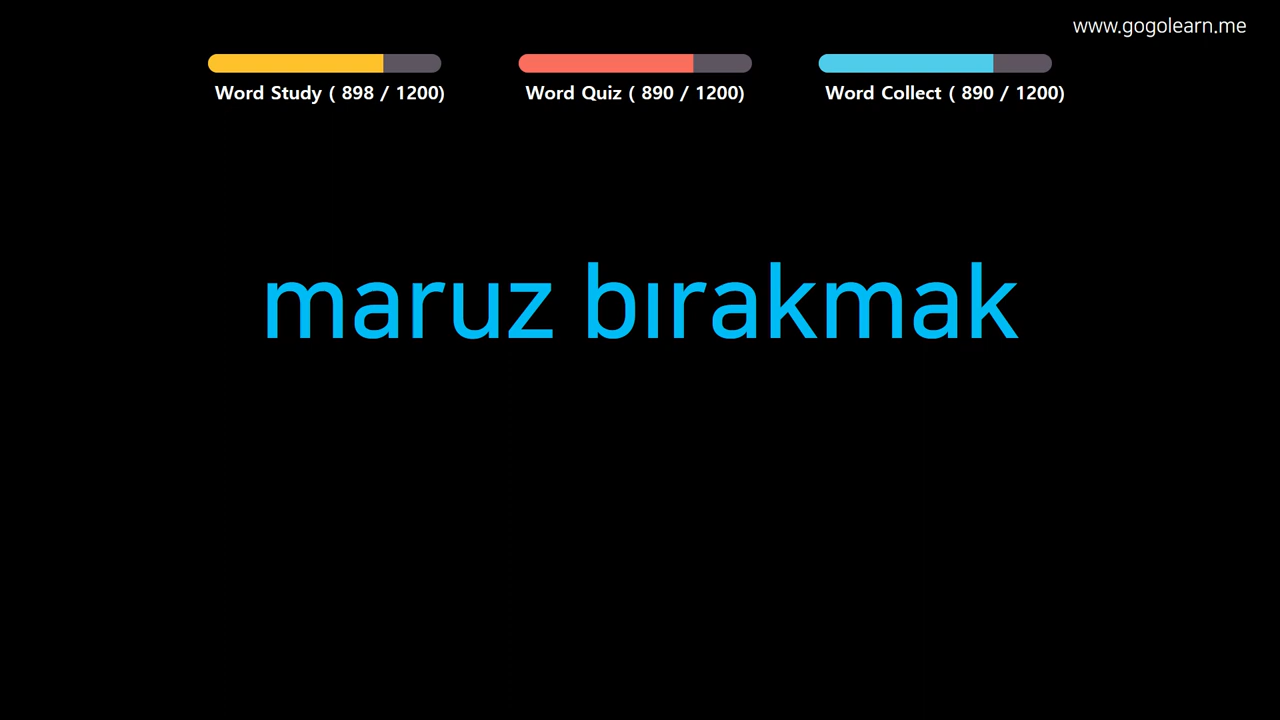 www.gogolearn.me
Word Study ( 898 / 1200)
Word Quiz ( 890 / 1200)
Word Collect ( 890 / 1200)
maruz bırakmak